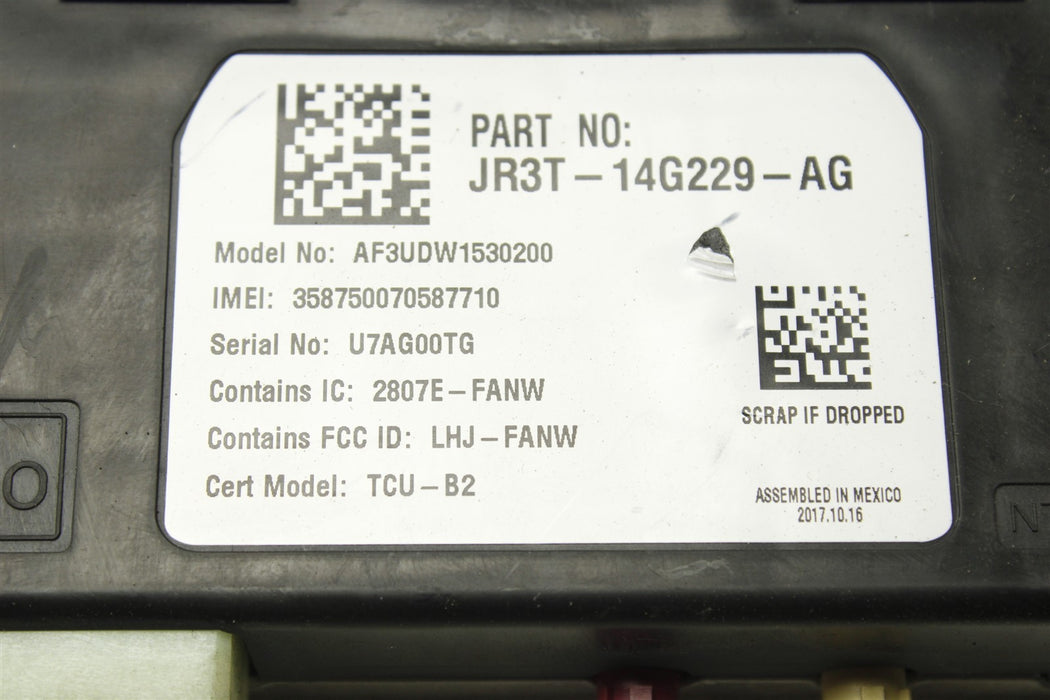 PART NO:
JR3T-14G229-AG
Model No: AF3UDW1530200
IMEI: 358750070587710
Serial No: U7AG00TG
Contains IC: 2807E-FANW
Contains FCC ID: LHJ-FANW
Cert Model: TCU-B2
SCRAP IF DROPPED
ASSEMBLED IN MEXICO
2017.10.16